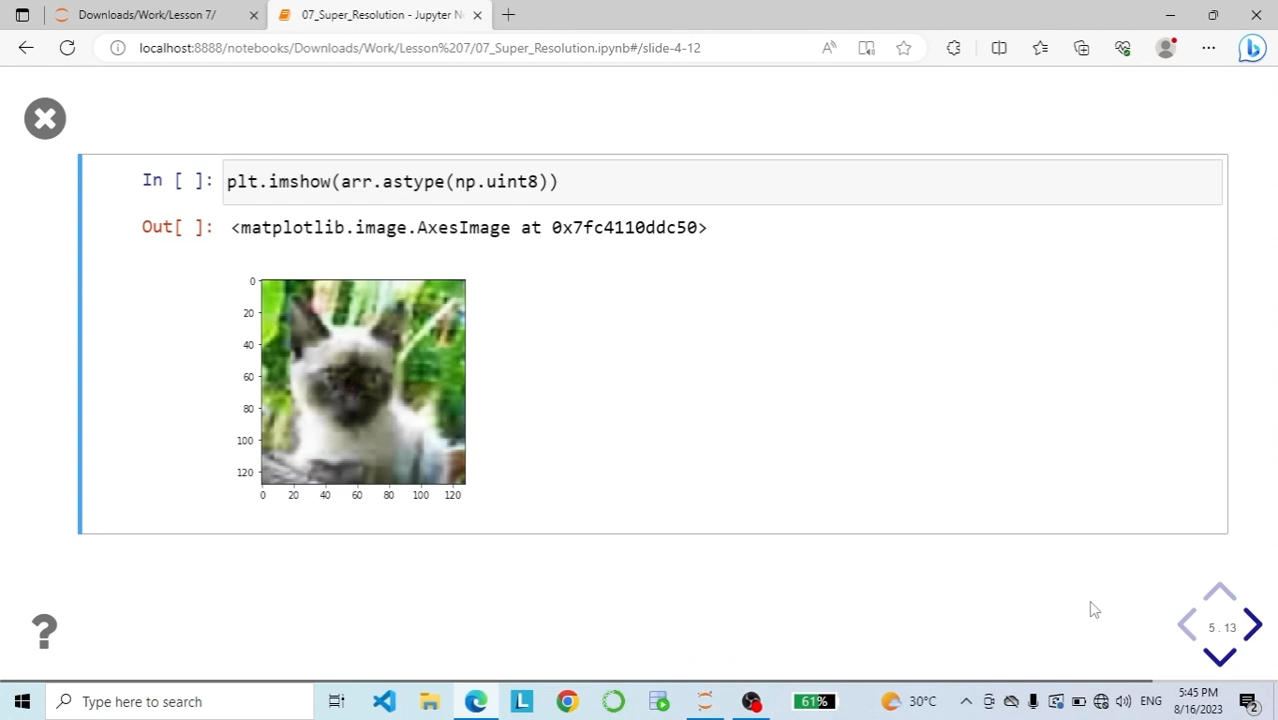 Downloads/Work/Lesson 7/
07_Super_Resolution - Jupyter N
localhost:8888/notebooks/Downloads/Work/Lesson%207/07_Super_Resolution.ipynb#/slide-4-12
In [ ]: plt.imshow(arr.astype(np.uint8))
Out[ ]: <matplotlib.image.AxesImage at 0x7fc4110ddc50>
0
20
40
60
80
100
120
0 20 40 60 80 100 120
?
5 . 13
Type here to search
61%
30°C
ENG
5:45 PM
8/16/2023
2